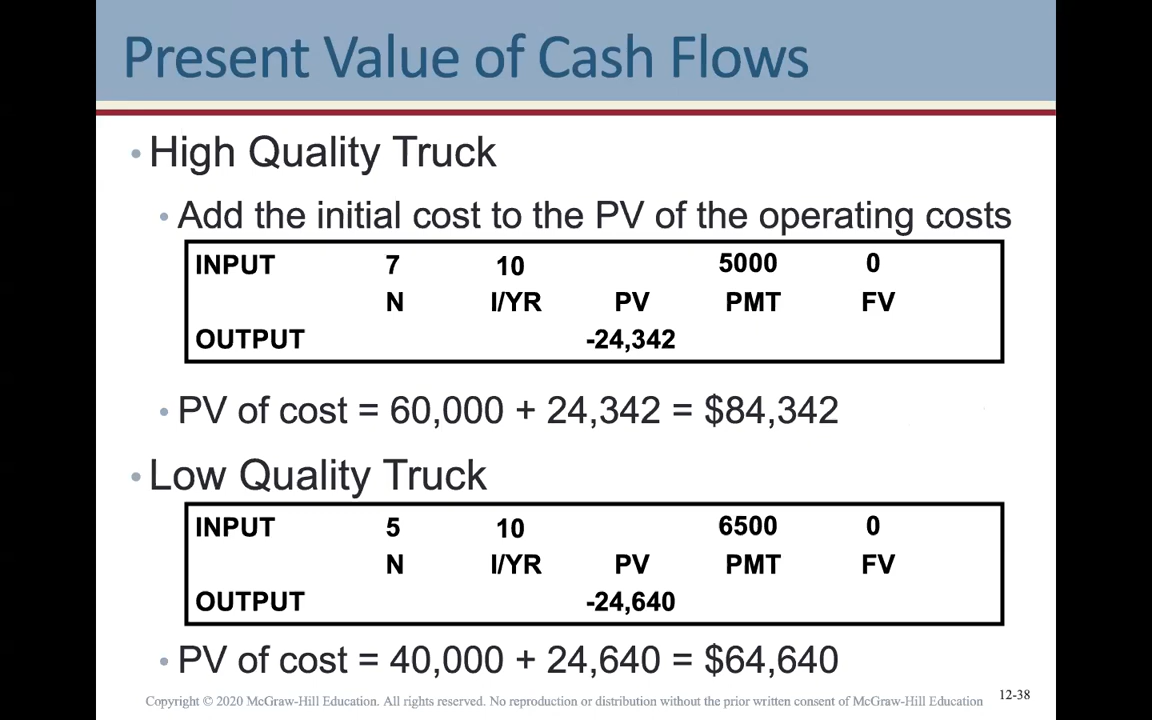 Present Value of Cash Flows
• High Quality Truck
• Add the initial cost to the PV of the operating costs
INPUT 7 10 5000 0
N I/YR PV PMT FV
OUTPUT -24,342
• PV of cost = 60,000 + 24,342 = $84,342
• Low Quality Truck
INPUT 5 10 6500 0
N I/YR PV PMT FV
OUTPUT -24,640
• PV of cost = 40,000 + 24,640 = $64,640
Copyright © 2020 McGraw-Hill Education. All rights reserved. No reproduction or distribution without the prior written consent of McGraw-Hill Education 12-38